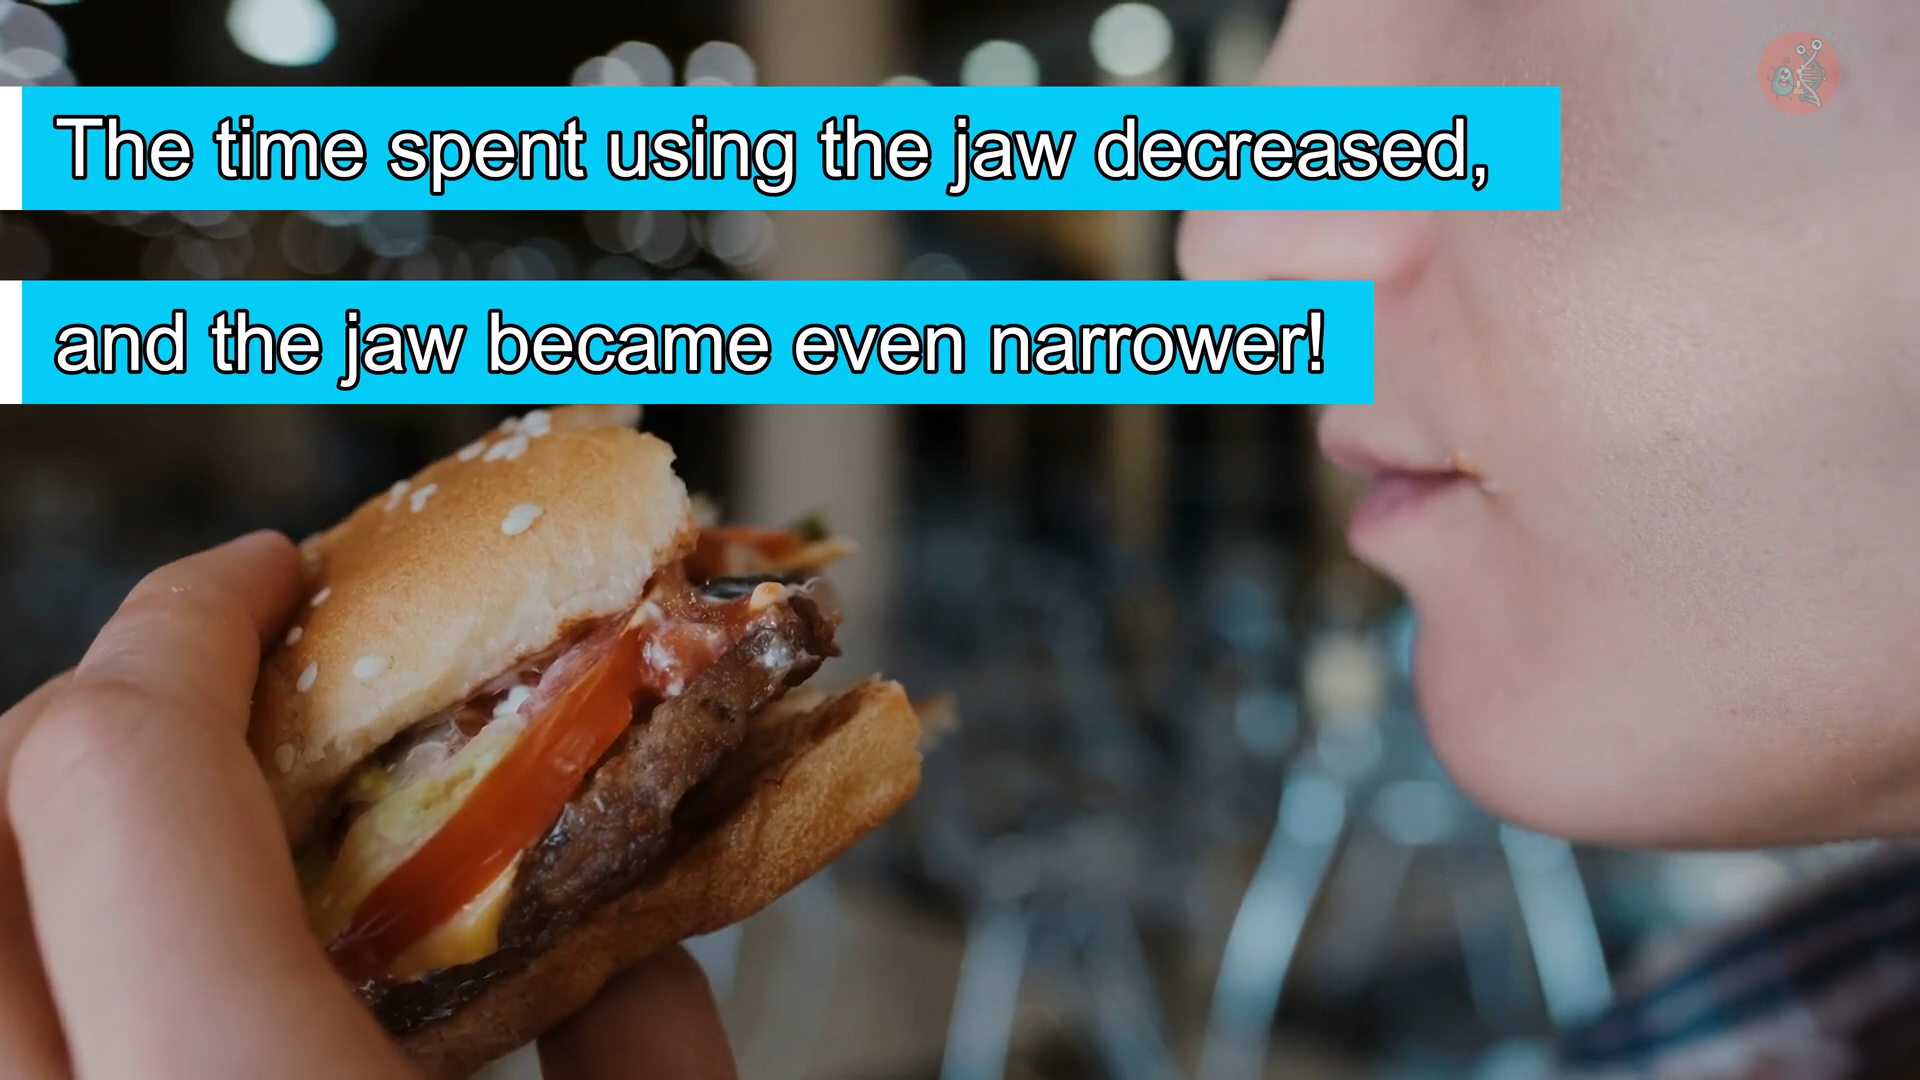 The time spent using the jaw decreased,
and the jaw became even narrower!